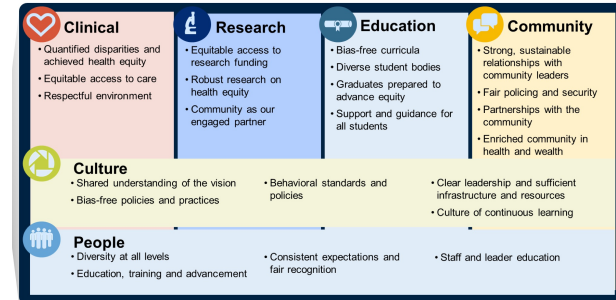 Clinical
• Quantified disparities and
achieved health equity
• Equitable access to care
• Respectful environment
Research
• Equitable access to
research funding
• Robust research on
health equity
• Community as our
engaged partner
Education
• Bias-free curricula
• Diverse student bodies
• Graduates prepared to
advance equity
• Support and guidance for
all students
Community
• Strong, sustainable
relationships with
community leaders
• Fair policing and security
• Partnerships with the
community
• Enriched community in
health and wealth
Culture
• Shared understanding of the vision
• Bias-free policies and practices
• Behavioral standards and
policies
• Clear leadership and sufficient
infrastructure and resources
• Culture of continuous learning
People
• Diversity at all levels
• Education, training and advancement
• Consistent expectations and
fair recognition
• Staff and leader education